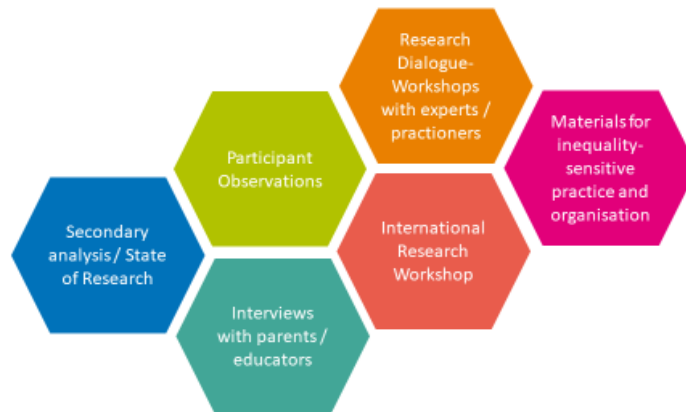 Secondary
analysis / State
of Research
Participant
Observations
Interviews
with parents /
educators
Research
Dialogue-
Workshops
with experts /
practioners
International
Research
Workshop
Materials for
inequality-
sensitive
practice and
organisation